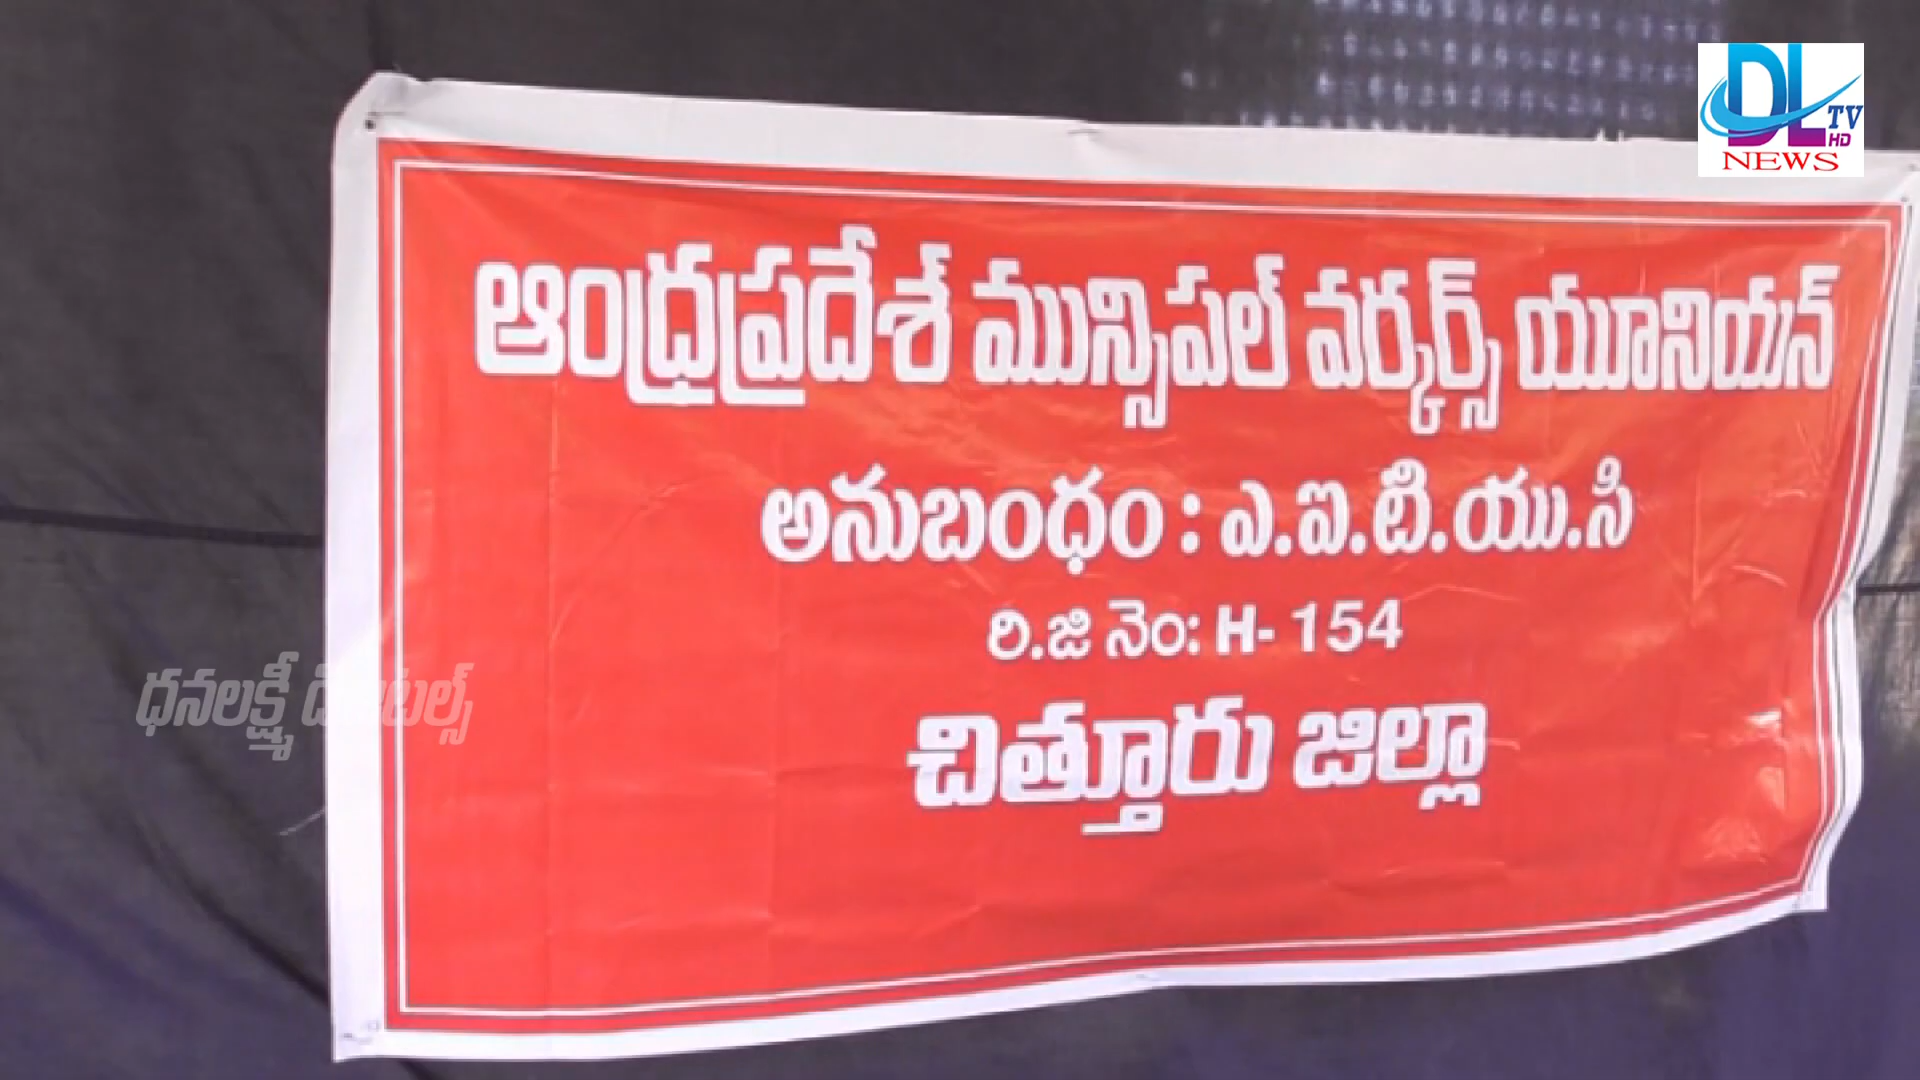 DL TV HD NEWS
ఆంధ్రప్రదేశ్ మున్సిపల్ వర్కర్స్ యూనియన్
అనుబంధం : ఎ.ఐ.టి.యు.సి
రి.జి నెం: H- 154
ధనలక్ష్మీ
చిత్తూరు జిల్లా